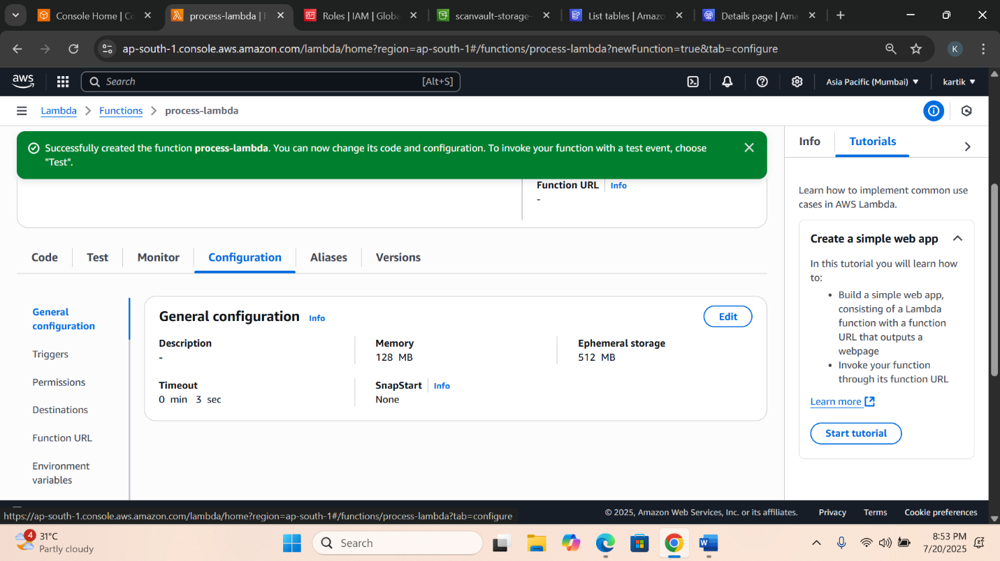 Console Home | Co
process-lambda | F
Roles | IAM | Globa
scanvault-storage-
List tables | Amazo
Details page | Ama
ap-south-1.console.aws.amazon.com/lambda/home?region=ap-south-1#/functions/process-lambda?newFunction=true&tab=configure
K
aws
Search
[Alt+S]
Asia Pacific (Mumbai) ▼
kartik ▼
Lambda > Functions > process-lambda
Successfully created the function process-lambda. You can now change its code and configuration. To invoke your function with a test event, choose
"Test".
Function URL
Info
-
Code
Test
Monitor
Configuration
Aliases
Versions
General
configuration
Triggers
Permissions
Destinations
Function URL
Environment
variables
General configuration Info
Edit
Description
-
Memory
128 MB
Ephemeral storage
512 MB
Timeout
0 min 3 sec
SnapStart
Info
None
Info
Tutorials
Learn how to implement common use
cases in AWS Lambda.
Create a simple web app
In this tutorial you will learn how
to:
• Build a simple web app,
consisting of a Lambda
function with a function
URL that outputs a
webpage
• Invoke your function
through its function URL
Learn more
Start tutorial
https://ap-south-1.console.aws.amazon.com/lambda/home?region=ap-south-1#/functions/process-lambda?tab=configure
© 2025, Amazon Web Services, Inc. or its affiliates.
Privacy
Terms
Cookie preferences
4
31°C
Partly cloudy
Search
W
8:53 PM
7/20/2025